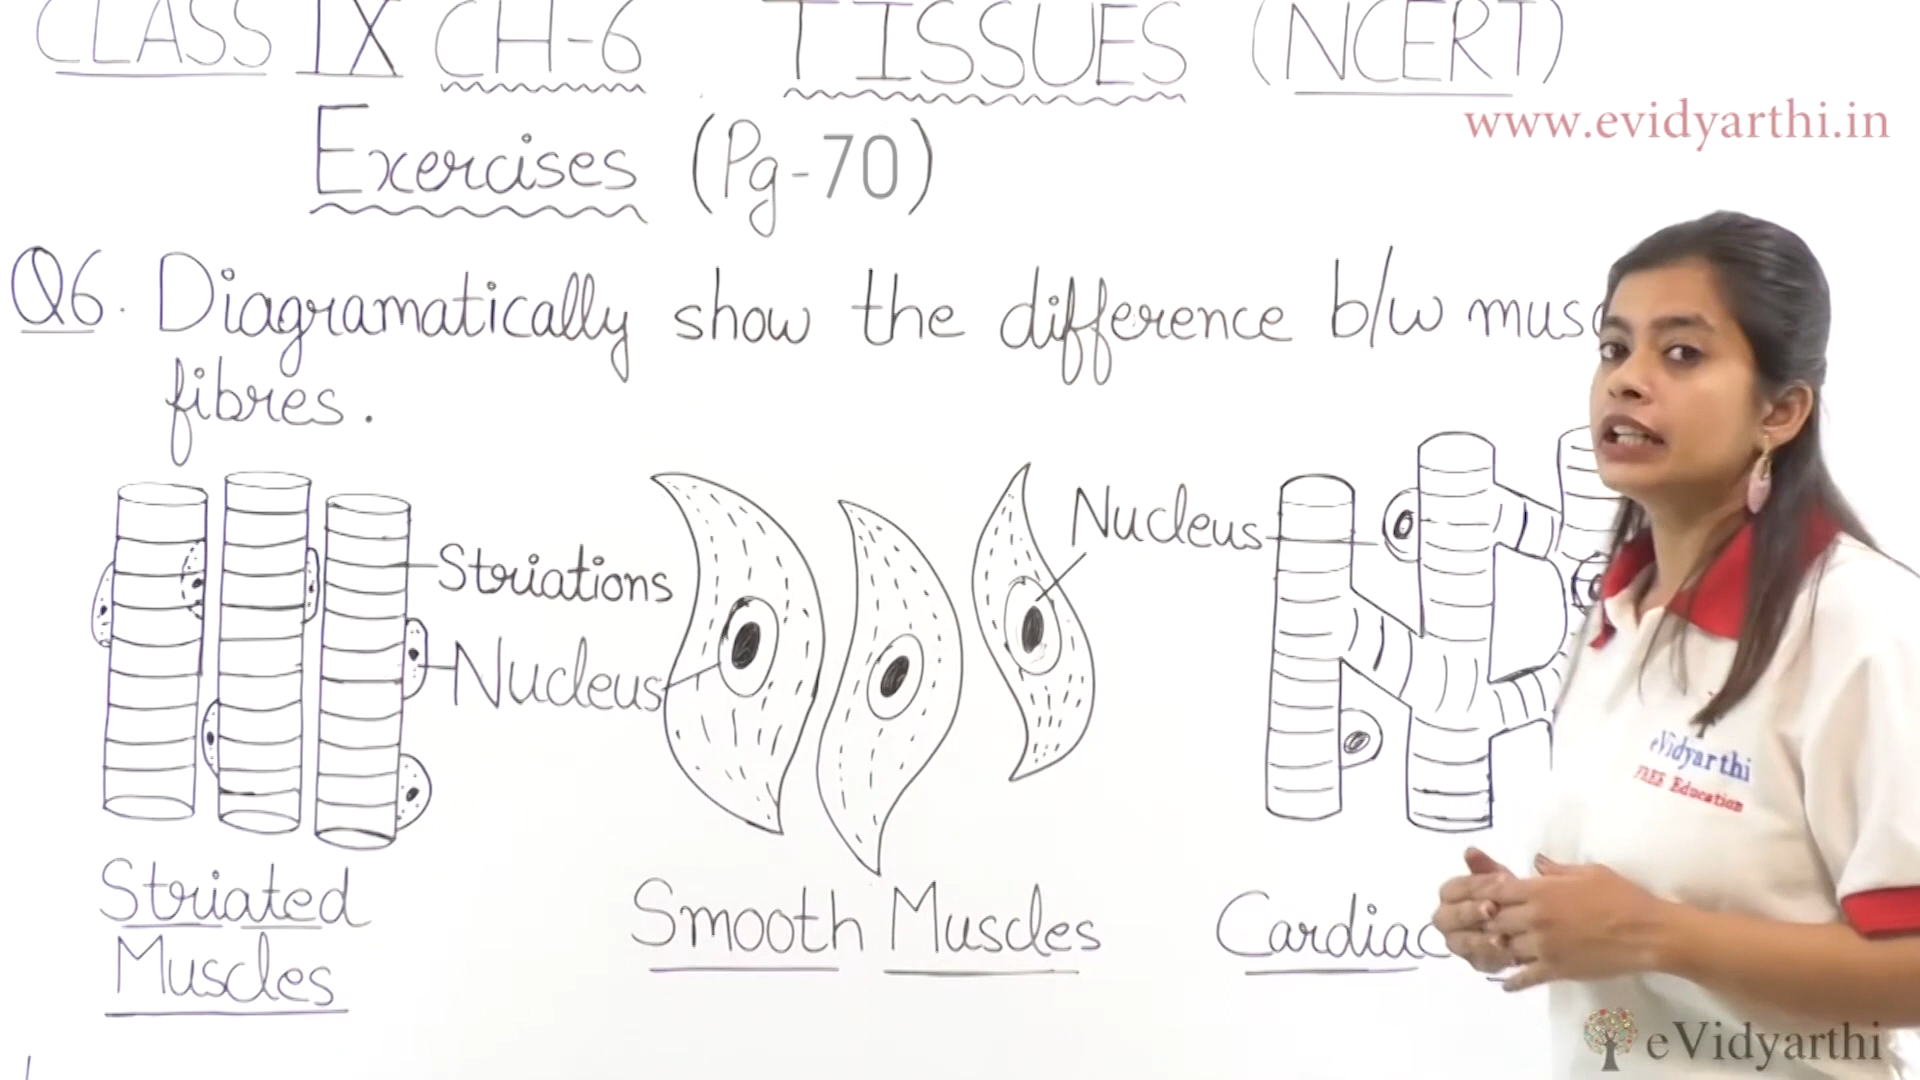 CLASS IX CH-6 TISSUES (NCERT)
www.evidyarthi.in
Exercises (Pg-70)
Q6. Diagramatically show the difference b/w
fibres.
Nucleus
Striations
Nucleus
Striated
Muscles
Smooth Muscles
Cardiac
eVidyarthi
FREE Education
eVidyarthi